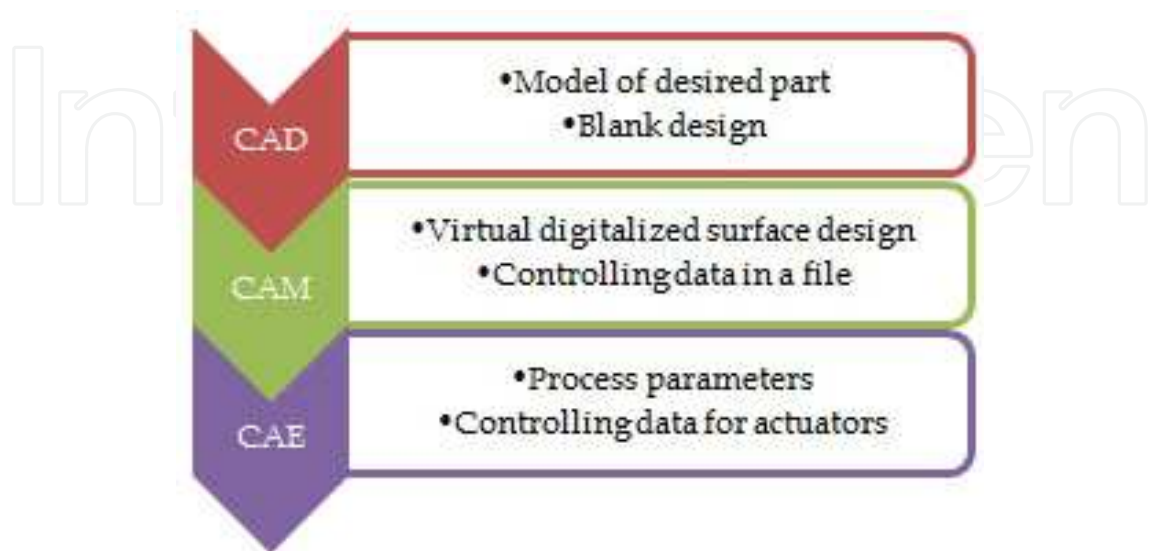 CAD
•Model of desired part
•Blank design
CAM
•Virtual digitalized surface design
•Controlling data in a file
CAE
•Process parameters
•Controlling data for actuators